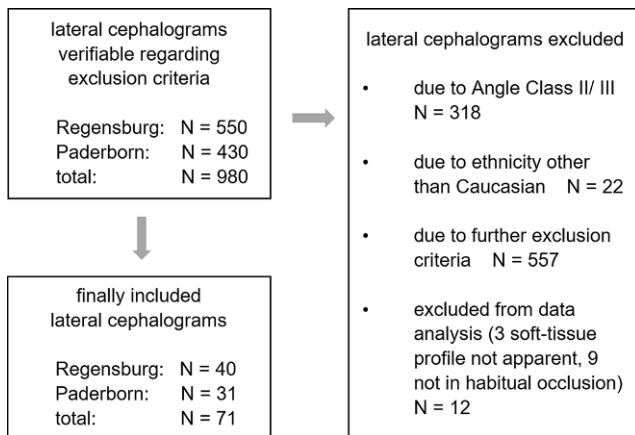 lateral cephalograms
verifiable regarding
exclusion criteria
Regensburg: N = 550
Paderborn: N = 430
total: N = 980
finally included
lateral cephalograms
Regensburg: N = 40
Paderborn: N = 31
total: N = 71
lateral cephalograms excluded
• due to Angle Class II/ III
N = 318
• due to ethnicity other
than Caucasian N = 22
• due to further exclusion
criteria N = 557
• excluded from data
analysis (3 soft-tissue
profile not apparent, 9
not in habitual occlusion)
N = 12